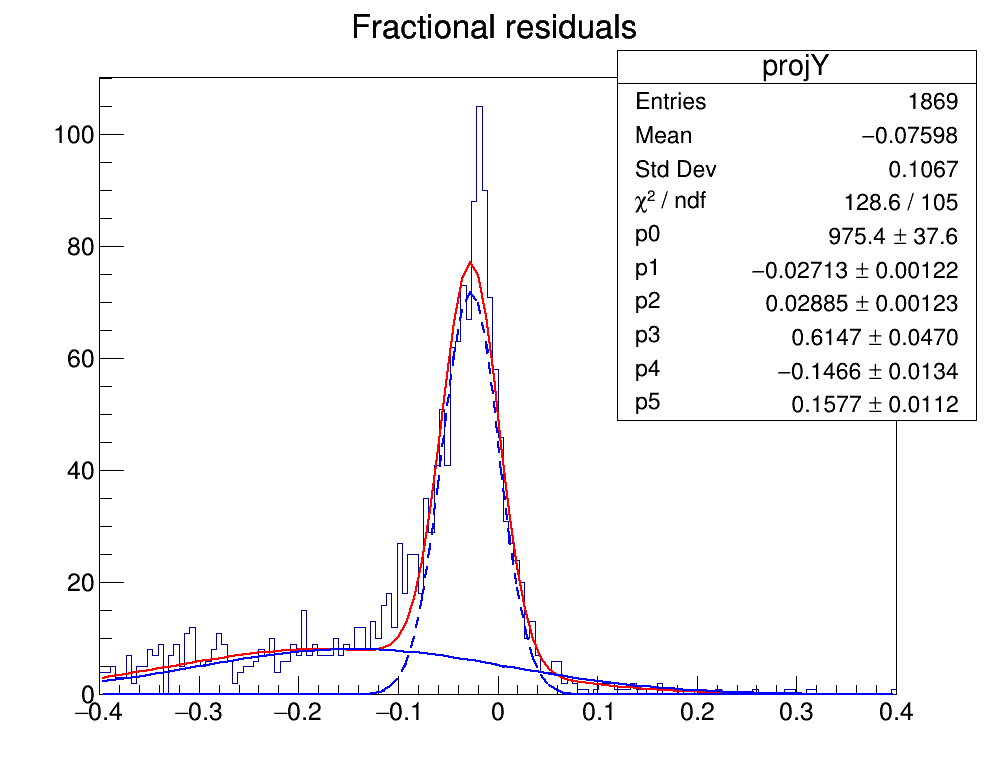 Fractional residuals
projY
Entries 1869
Mean −0.07598
Std Dev 0.1067
χ² / ndf 128.6 / 105
p0 975.4 ± 37.6
p1 −0.02713 ± 0.00122
p2 0.02885 ± 0.00123
p3 0.6147 ± 0.0470
p4 −0.1466 ± 0.0134
p5 0.1577 ± 0.0112
100
80
60
40
20
0
−0.4 −0.3 −0.2 −0.1 0 0.1 0.2 0.3 0.4